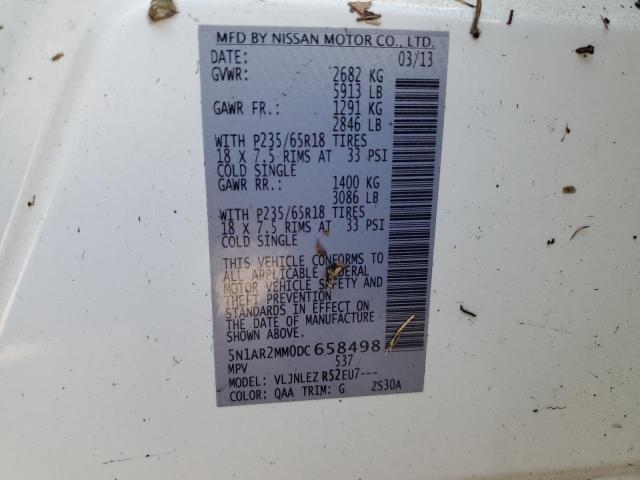 MFD BY NISSAN MOTOR CO., LTD.
DATE: 03/13
GVWR: 2682 KG
5913 LB
GAWR FR.: 1291 KG
2846 LB
WITH P235/65R18 TIRES
18 X 7.5 RIMS AT 33 PSI
COLD SINGLE
GAWR RR.: 1400 KG
3086 LB
WITH P235/65R18 TIRES
18 X 7.5 RIMS AT 33 PSI
COLD SINGLE
THIS VEHICLE CONFORMS TO
ALL APPLICABLE FEDERAL
MOTOR VEHICLE SAFETY AND
THEFT PREVENTION
STANDARDS IN EFFECT ON
THE DATE OF MANUFACTURE
SHOWN ABOVE.
5N1AR2MM0DC658498
MPV 537
MODEL: VLJNLEZ R52EU7---
COLOR: QAA TRIM: G ZS30A